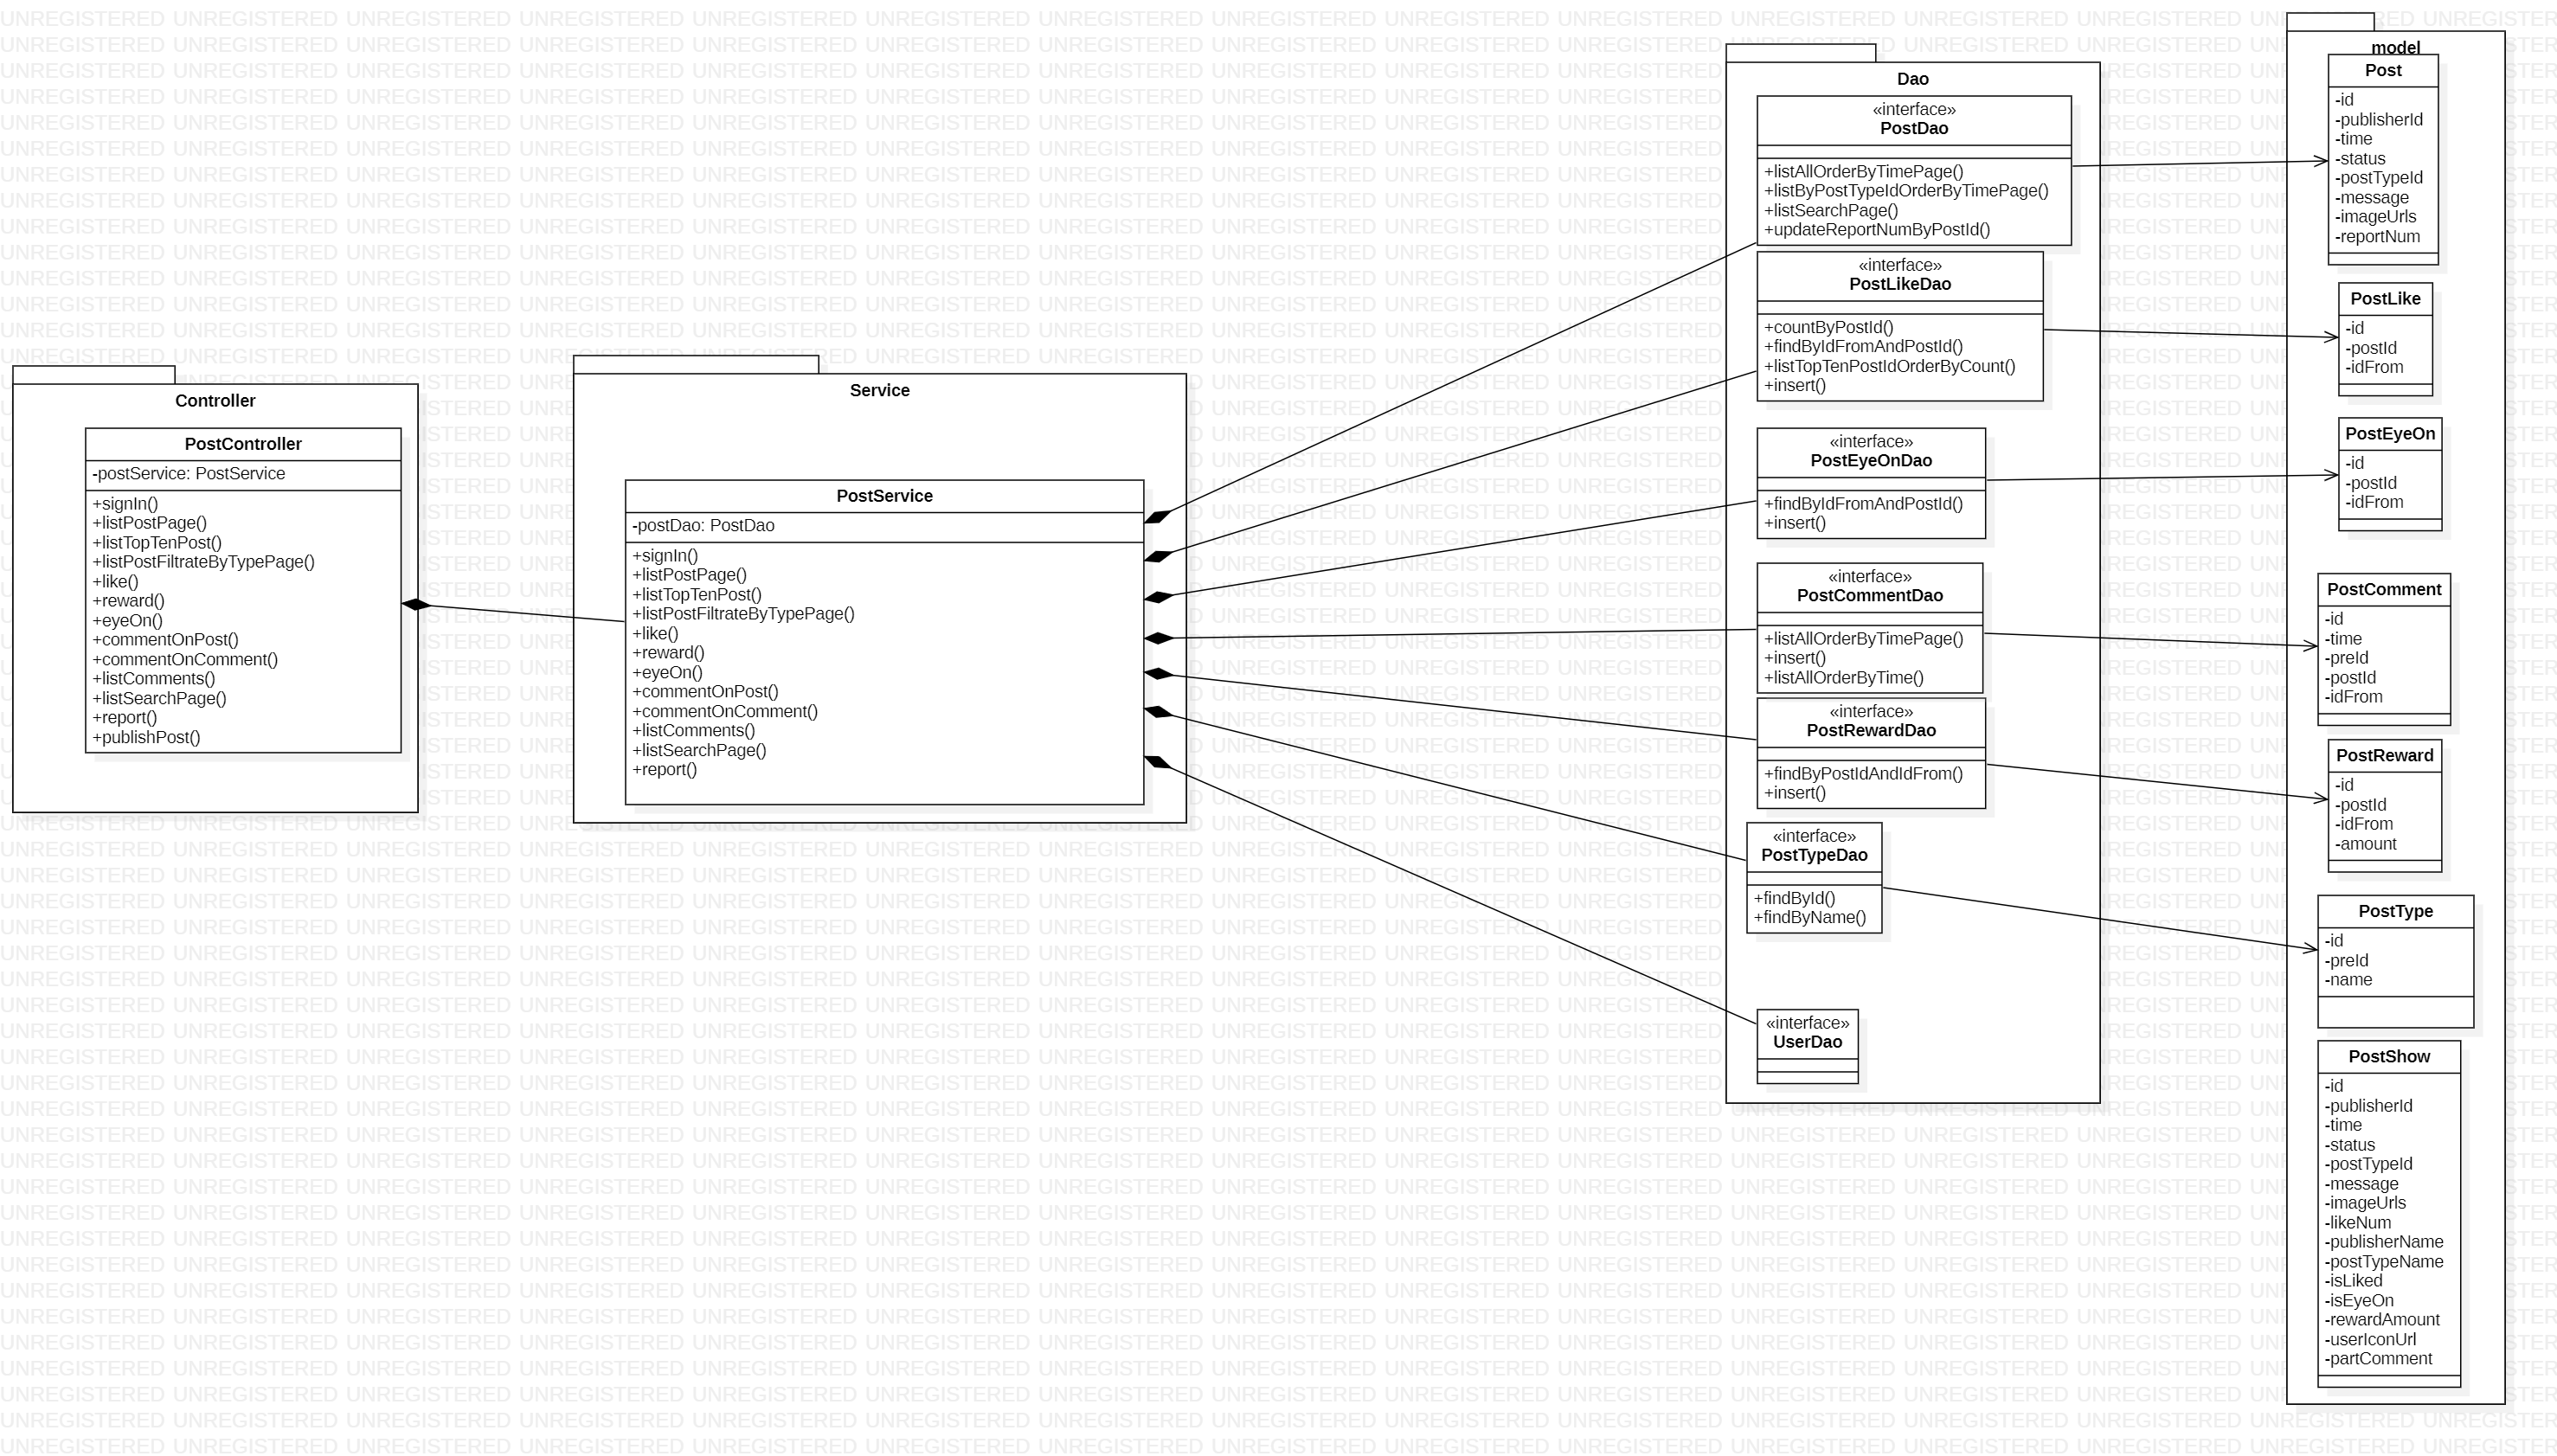 Controller
PostController
-postService: PostService
+signIn()
+listPostPage()
+listTopTenPost()
+listPostFiltrateByTypePage()
+like()
+reward()
+eyeOn()
+commentOnPost()
+commentOnComment()
+listComments()
+listSearchPage()
+report()
+publishPost()
Service
PostService
-postDao: PostDao
+signIn()
+listPostPage()
+listTopTenPost()
+listPostFiltrateByTypePage()
+like()
+reward()
+eyeOn()
+commentOnPost()
+commentOnComment()
+listComments()
+listSearchPage()
+report()
Dao
«interface»
PostDao
+listAllOrderByTimePage()
+listByPostTypeIdOrderByTimePage()
+listSearchPage()
+updateReportNumByPostId()
«interface»
PostLikeDao
+countByPostId()
+findByIdFromAndPostId()
+listTopTenPostIdOrderByCount()
+insert()
«interface»
PostEyeOnDao
+findByIdFromAndPostId()
+insert()
«interface»
PostCommentDao
+listAllOrderByTimePage()
+insert()
+listAllOrderByTime()
«interface»
PostRewardDao
+findByPostIdAndIdFrom()
+insert()
«interface»
PostTypeDao
+findById()
+findByName()
«interface»
UserDao
model
Post
-id
-publisherId
-time
-status
-postTypeId
-message
-imageUrls
-reportNum
PostLike
-id
-postId
-idFrom
PostEyeOn
-id
-postId
-idFrom
PostComment
-id
-time
-preId
-postId
-idFrom
PostReward
-id
-postId
-idFrom
-amount
PostType
-id
-preId
-name
PostShow
-id
-publisherId
-time
-status
-postTypeId
-message
-imageUrls
-likeNum
-publisherName
-postTypeName
-isLiked
-isEyeOn
-rewardAmount
-userIconUrl
-partComment
UNREGISTERED